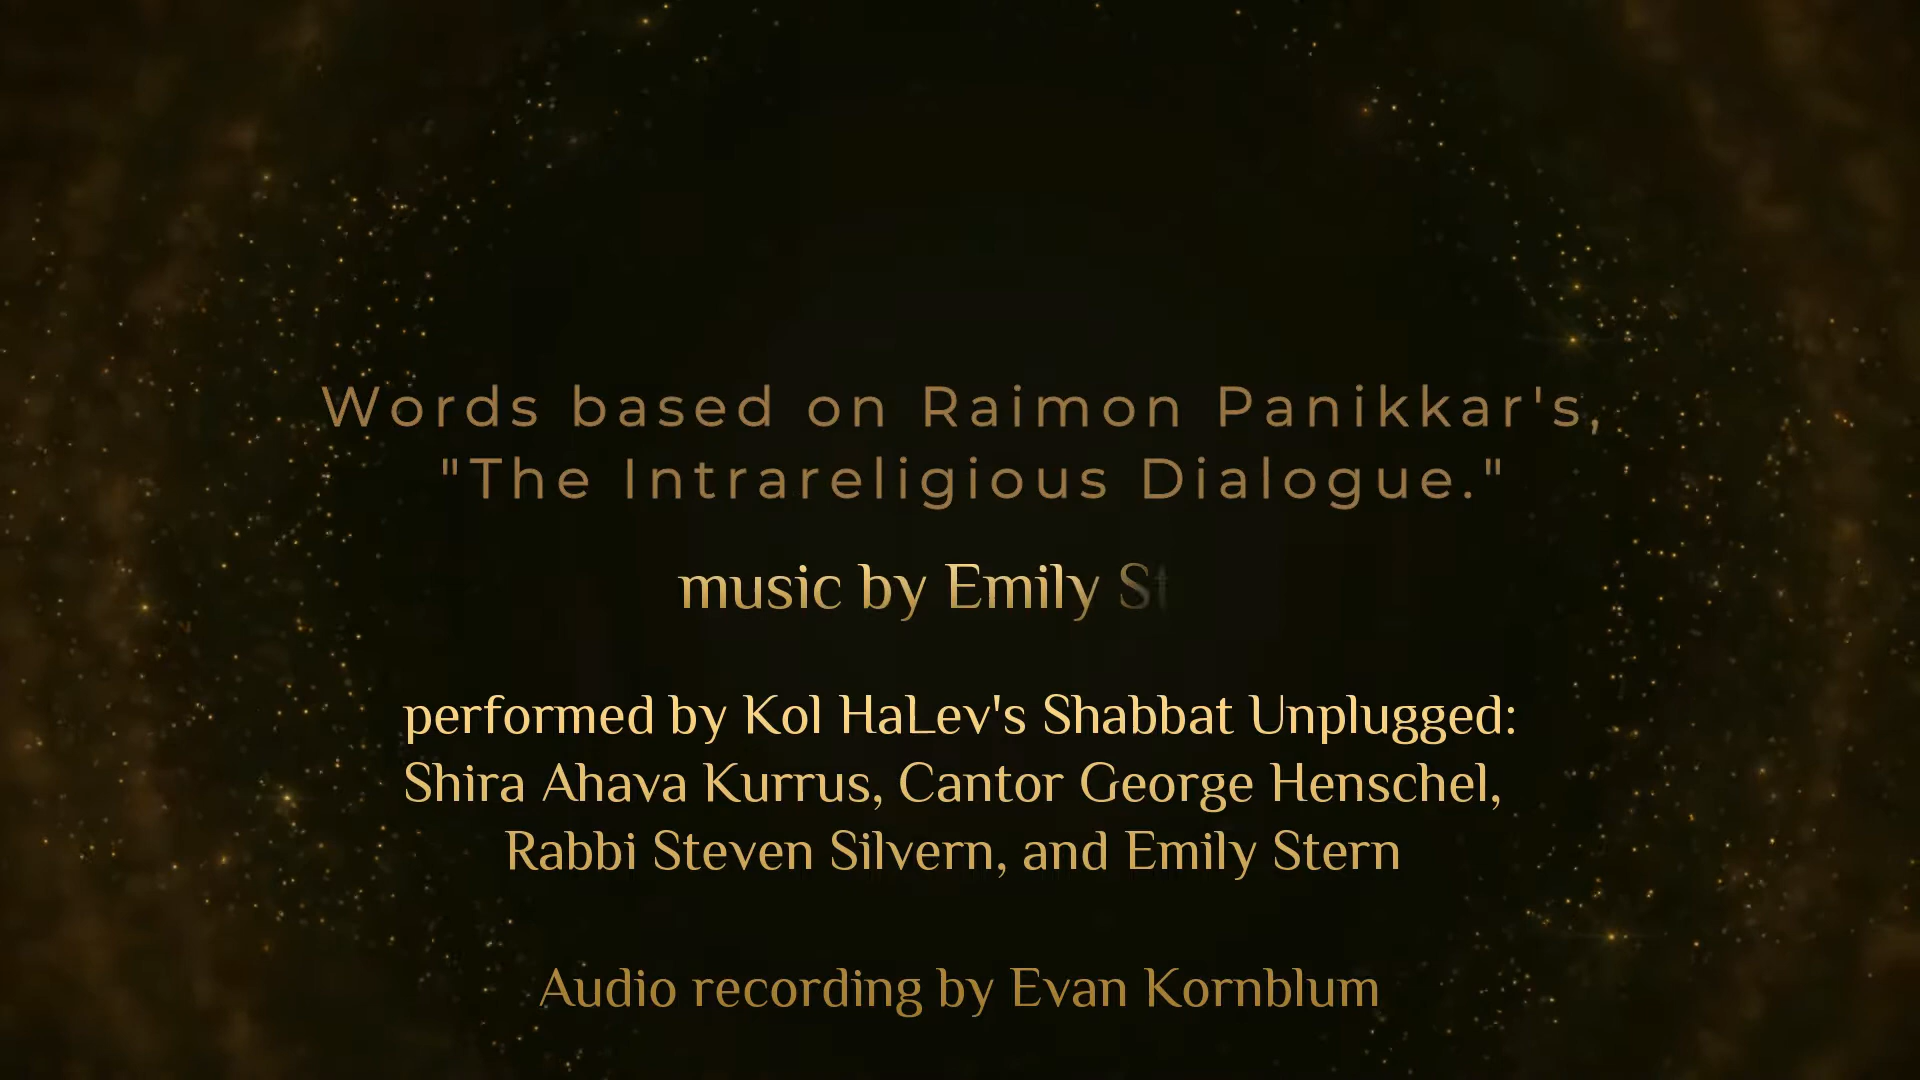 Words based on Raimon Panikkar's,
"The Intrareligious Dialogue."
music by Emily St
performed by Kol HaLev's Shabbat Unplugged:
Shira Ahava Kurrus, Cantor George Henschel,
Rabbi Steven Silvern, and Emily Stern
Audio recording by Evan Kornblum